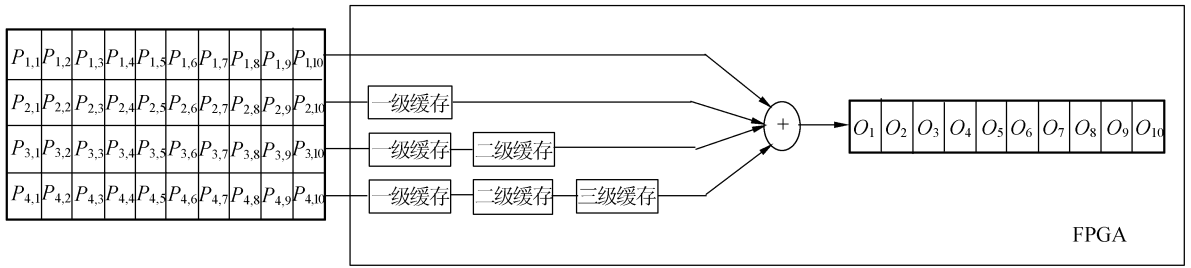 P1,1 P1,2 P1,3 P1,4 P1,5 P1,6 P1,7 P1,8 P1,9 P1,10
P2,1 P2,2 P2,3 P2,4 P2,5 P2,6 P2,7 P2,8 P2,9 P2,10 一级缓存
+ O1 O2 O3 O4 O5 O6 O7 O8 O9 O10
P3,1 P3,2 P3,3 P3,4 P3,5 P3,6 P3,7 P3,8 P3,9 P3,10 一级缓存 二级缓存
P4,1 P4,2 P4,3 P4,4 P4,5 P4,6 P4,7 P4,8 P4,9 P4,10 一级缓存 二级缓存 三级缓存
FPGA